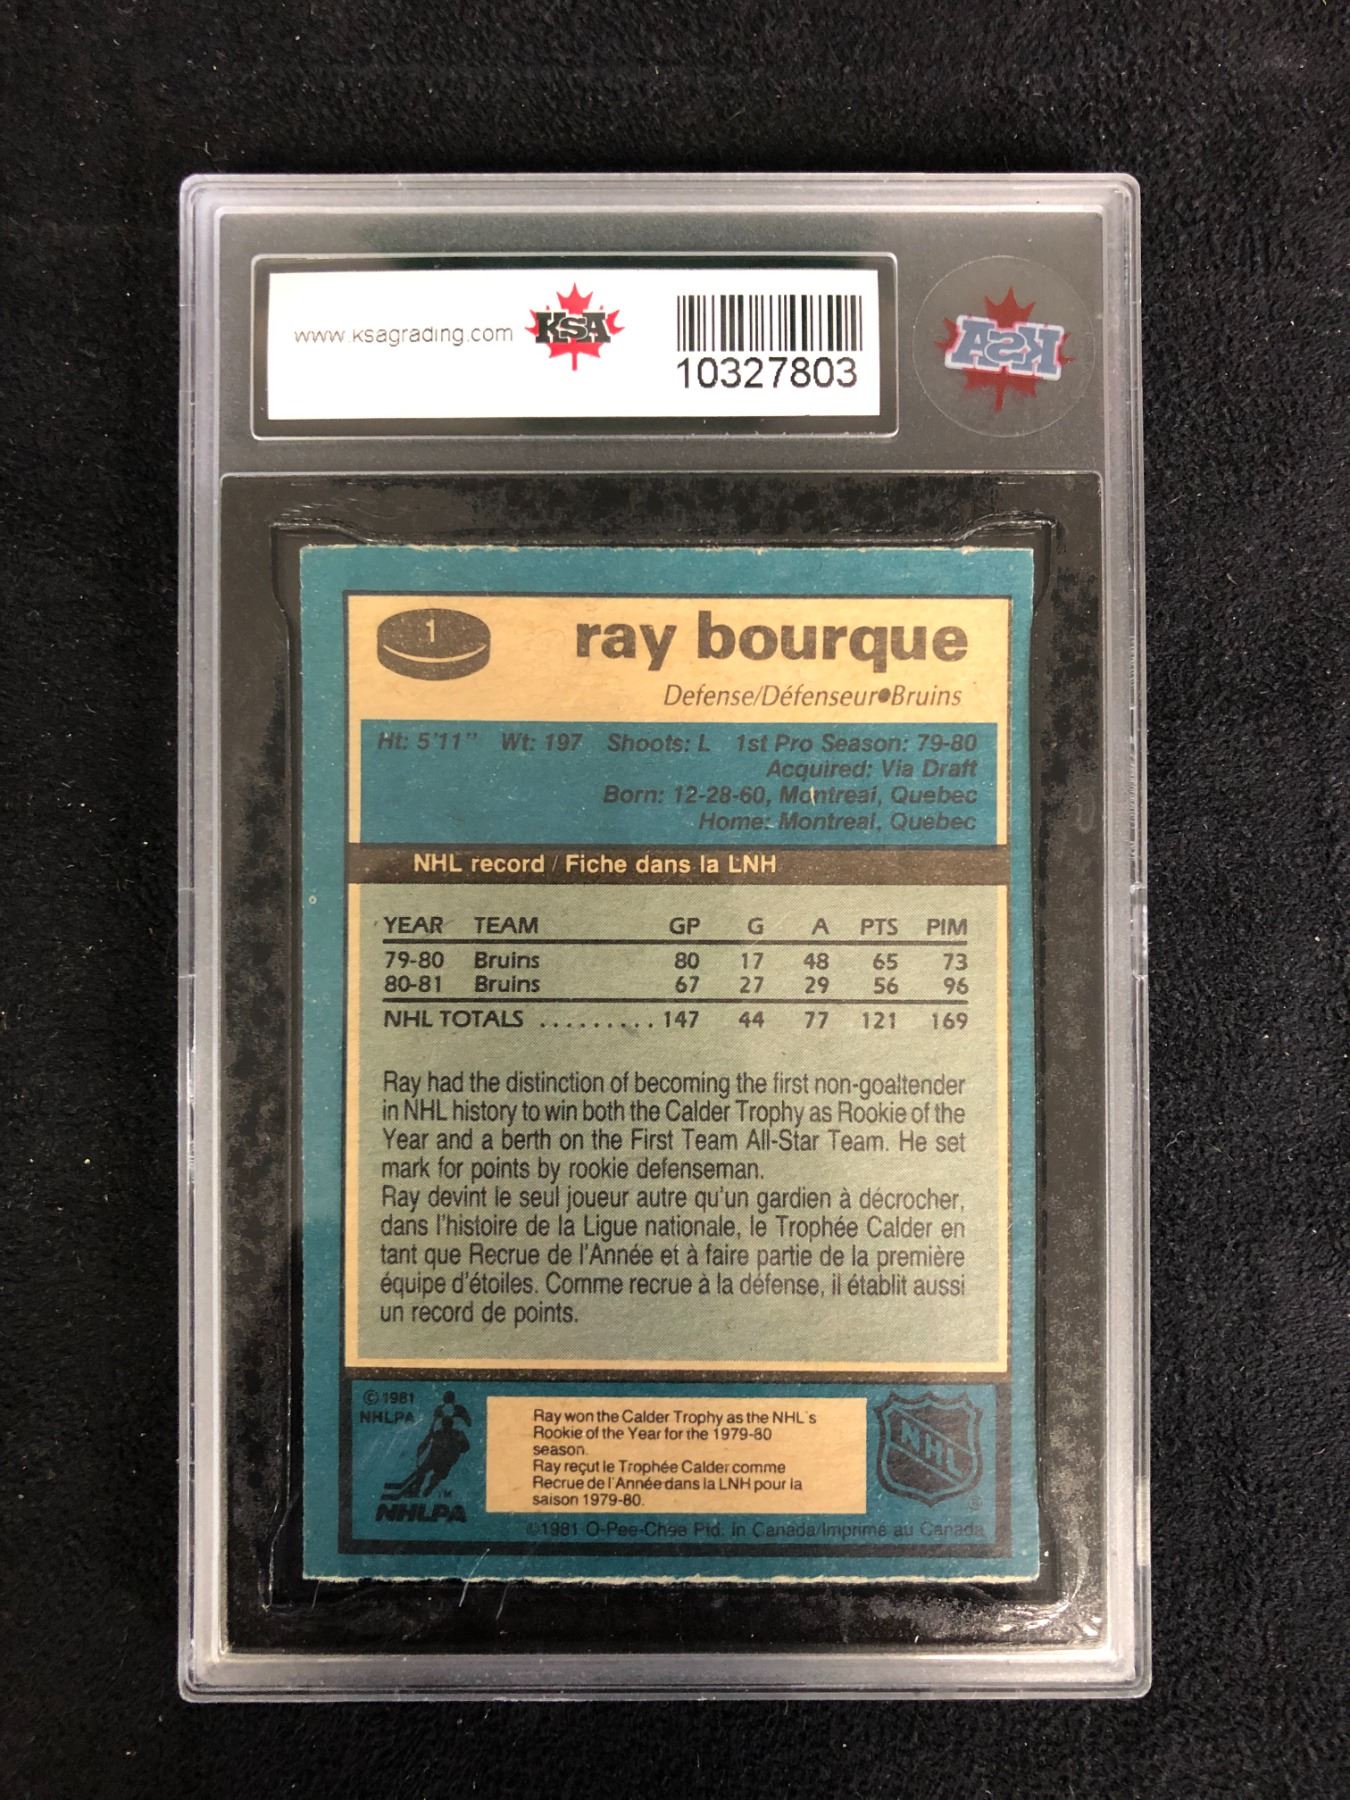 www.ksagrading.com KSA
10327803
KSA
1
ray bourque
Defense/Défenseur•Bruins
Ht: 5'11" Wt: 197 Shoots: L 1st Pro Season: 79-80
Acquired: Via Draft
Born: 12-28-60, Montreal, Quebec
Home: Montreal, Quebec
NHL record / Fiche dans la LNH
YEAR TEAM GP G A PTS PIM
79-80 Bruins 80 17 48 65 73
80-81 Bruins 67 27 29 56 96
NHL TOTALS ......... 147 44 77 121 169
Ray had the distinction of becoming the first non-goaltender
in NHL history to win both the Calder Trophy as Rookie of the
Year and a berth on the First Team All-Star Team. He set
mark for points by rookie defenseman.
Ray devint le seul joueur autre qu'un gardien à décrocher,
dans l'histoire de la Ligue nationale, le Trophée Calder en
tant que Recrue de l'Année et à faire partie de la première
équipe d'étoiles. Comme recrue à la défense, il établit aussi
un record de points.
© 1981
NHLPA
TM
NHLPA
Ray won the Calder Trophy as the NHL's
Rookie of the Year for the 1979-80
season.
Ray reçut le Trophée Calder comme
Recrue de l'Année dans la LNH pour la
saison 1979-80.
NHL
®
©1981 O-Pee-Chee Ptd. in Canada/Imprimé au Canada